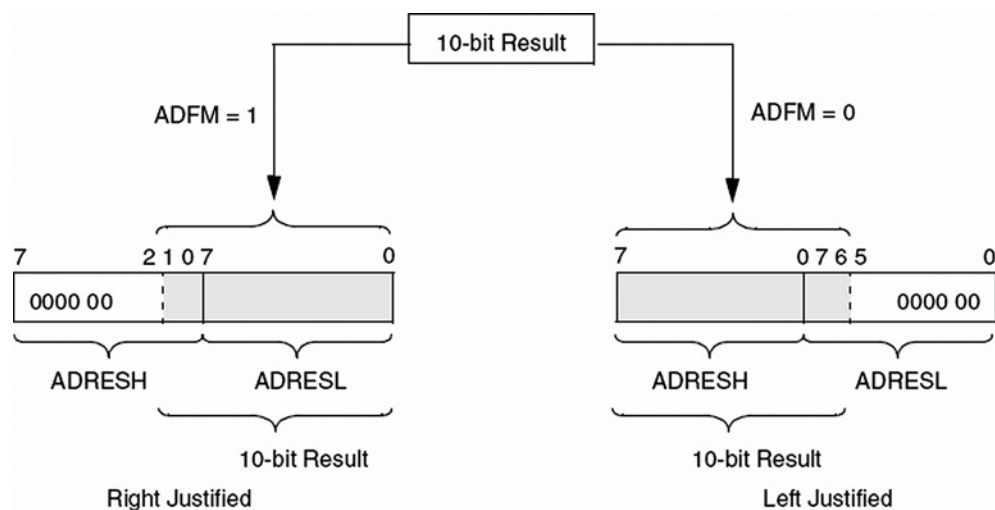 10-bit Result
ADFM = 1
ADFM = 0
7 2 1 0 7 0
7 0 7 6 5 0
0000 00
0000 00
ADRESH ADRESL
ADRESH ADRESL
10-bit Result
10-bit Result
Right Justified
Left Justified